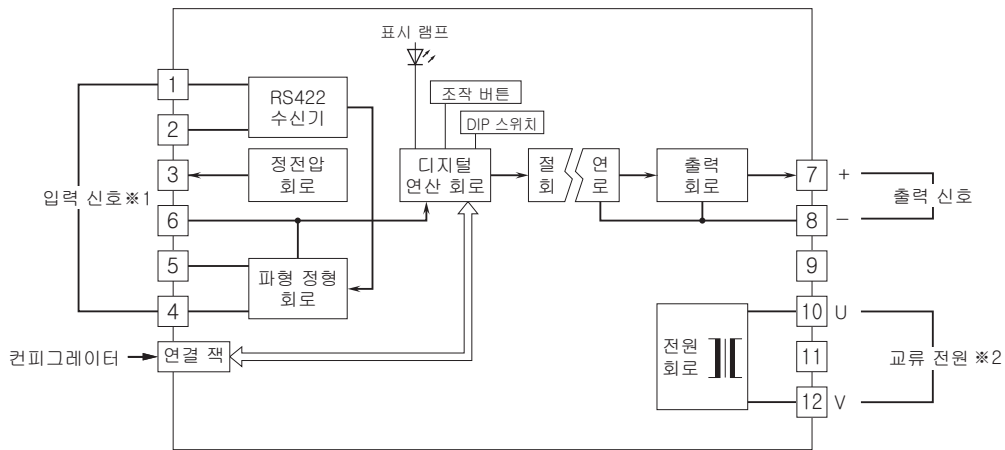 표시 램프
조작 버튼
DIP 스위치
1
2
3
6
5
4
입력 신호※1
RS422
수신기
정전압
회로
파형 정형
회로
디지털
연산 회로
절 연
회 로
출력
회로
7 +
8 −
9
10 U
11
12 V
출력 신호
전원
회로
교류 전원 ※2
컨피그레이터
연결 잭